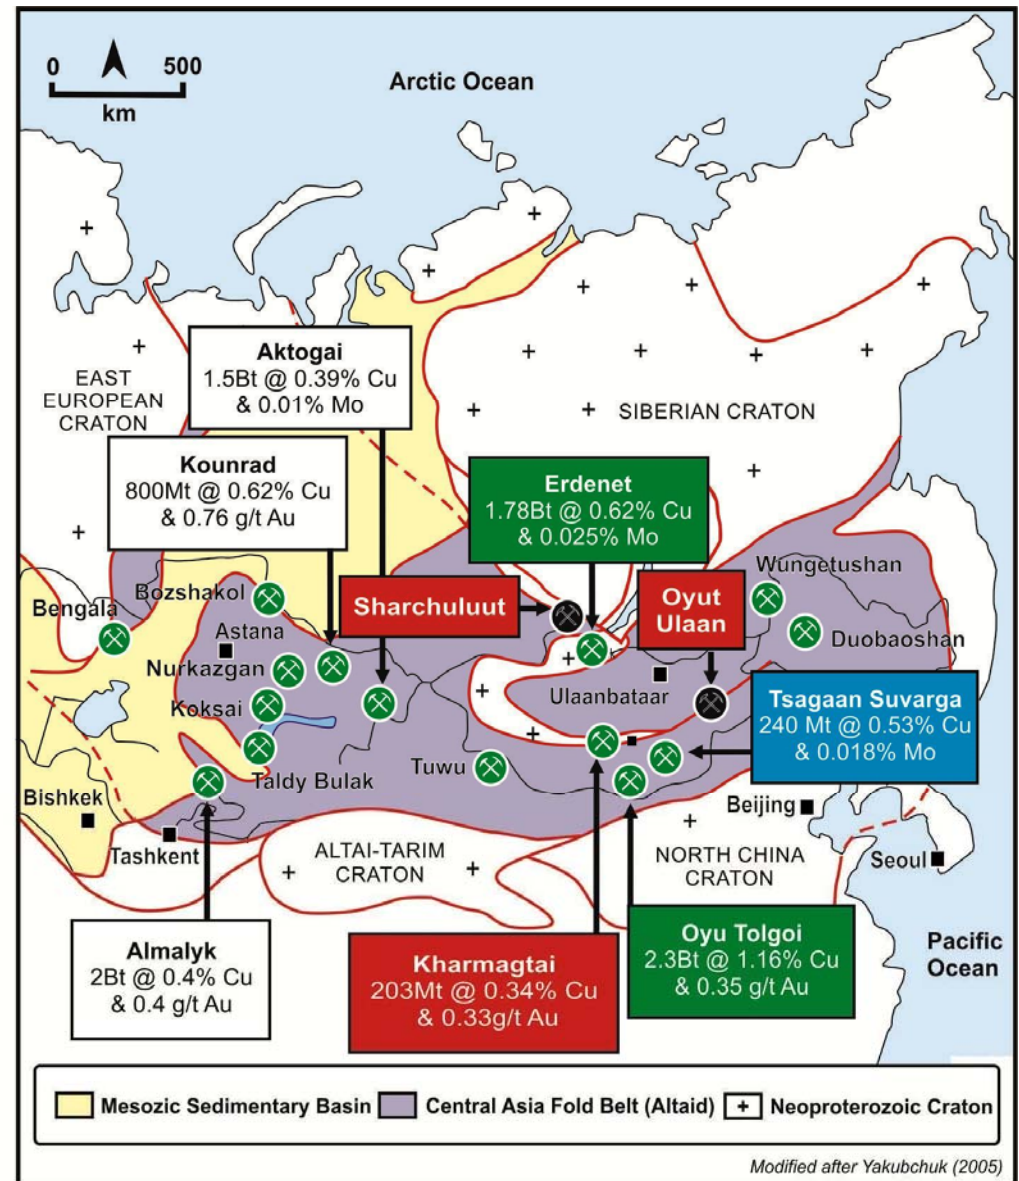 0 500
km
Arctic Ocean
Aktogai
1.5Bt @ 0.39% Cu
& 0.01% Mo
EAST
EUROPEAN
CRATON
SIBERIAN CRATON
Kounrad
800Mt @ 0.62% Cu
& 0.76 g/t Au
Erdenet
1.78Bt @ 0.62% Cu
& 0.025% Mo
Wungetushan
Bozshakol
Sharchuluut
Oyut
Ulaan
Bengala
Astana
Duobaoshan
Nurkazgan
Ulaanbataar
Tsagaan Suvarga
240 Mt @ 0.53% Cu
& 0.018% Mo
Koksai
Tuwu
Taldy Bulak
Bishkek
Beijing
Tashkent
ALTAI-TARIM
CRATON
NORTH CHINA
CRATON
Seoul
Almalyk
2Bt @ 0.4% Cu
& 0.4 g/t Au
Kharmagtai
203Mt @ 0.34% Cu
& 0.33g/t Au
Oyu Tolgoi
2.3Bt @ 1.16% Cu
& 0.35 g/t Au
Pacific
Ocean
Mesozic Sedimentary Basin Central Asia Fold Belt (Altaid) + Neoproterozoic Craton
Modified after Yakubchuk (2005)